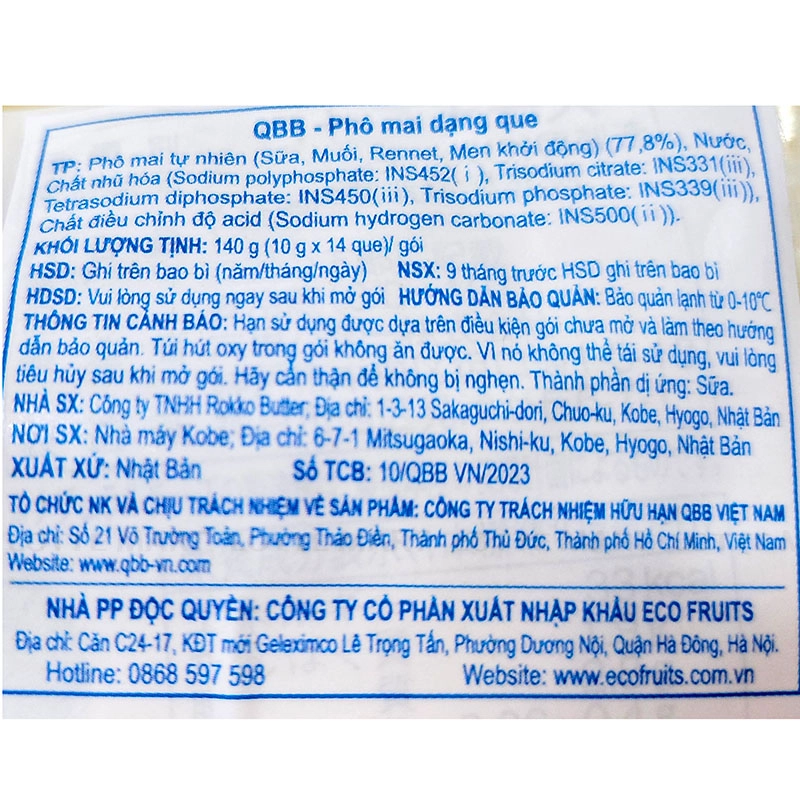 QBB - Phô mai dạng que
TP: Phô mai tự nhiên (Sữa, Muối, Rennet, Men khởi động) (77,8%), Nước,
Chất nhũ hóa (Sodium polyphosphate: INS452(ⅰ), Trisodium citrate: INS331(ⅲ),
Tetrasodium diphosphate: INS450(ⅲ), Trisodium phosphate: INS339(ⅲ)),
Chất điều chỉnh độ acid (Sodium hydrogen carbonate: INS500(ⅱ)).
KHỐI LƯỢNG TỊNH: 140 g (10 g x 14 que)/ gói
HSD: Ghi trên bao bì (năm/tháng/ngày) NSX: 9 tháng trước HSD ghi trên bao bì
HDSD: Vui lòng sử dụng ngay sau khi mở gói HƯỚNG DẪN BẢO QUẢN: Bảo quản lạnh từ 0-10℃
THÔNG TIN CẢNH BÁO: Hạn sử dụng được dựa trên điều kiện gói chưa mở và làm theo hướng
dẫn bảo quản. Túi hút oxy trong gói không ăn được. Vì nó không thể tái sử dụng, vui lòng
tiêu hủy sau khi mở gói. Hãy cẩn thận để không bị nghẹn. Thành phần dị ứng: Sữa.
NHÀ SX: Công ty TNHH Rokko Butter; Địa chỉ: 1-3-13 Sakaguchi-dori, Chuo-ku, Kobe, Hyogo, Nhật Bản
NƠI SX: Nhà máy Kobe; Địa chỉ: 6-7-1 Mitsugaoka, Nishi-ku, Kobe, Hyogo, Nhật Bản
XUẤT XỨ: Nhật Bản Số TCB: 10/QBB VN/2023
TỔ CHỨC NK VÀ CHỊU TRÁCH NHIỆM VỀ SẢN PHẨM: CÔNG TY TRÁCH NHIỆM HỮU HẠN QBB VIỆT NAM
Địa chỉ: Số 21 Võ Trường Toản, Phường Thảo Điền, Thành phố Thủ Đức, Thành phố Hồ Chí Minh, Việt Nam
Website: www.qbb-vn.com
NHÀ PP ĐỘC QUYỀN: CÔNG TY CỔ PHẦN XUẤT NHẬP KHẨU ECO FRUITS
Địa chỉ: Căn C24-17, KĐT mới Geleximco Lê Trọng Tấn, Phường Dương Nội, Quận Hà Đông, Hà Nội.
Hotline: 0868 597 598 Website: www.ecofruits.com.vn